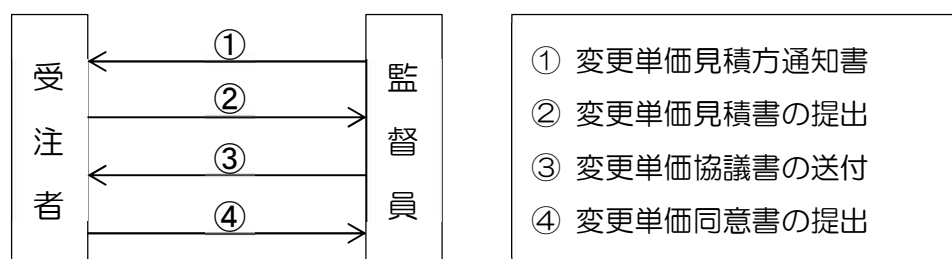 受注者
①
②
③
④
監督員
① 変更単価見積方通知書
② 変更単価見積書の提出
③ 変更単価協議書の送付
④ 変更単価同意書の提出